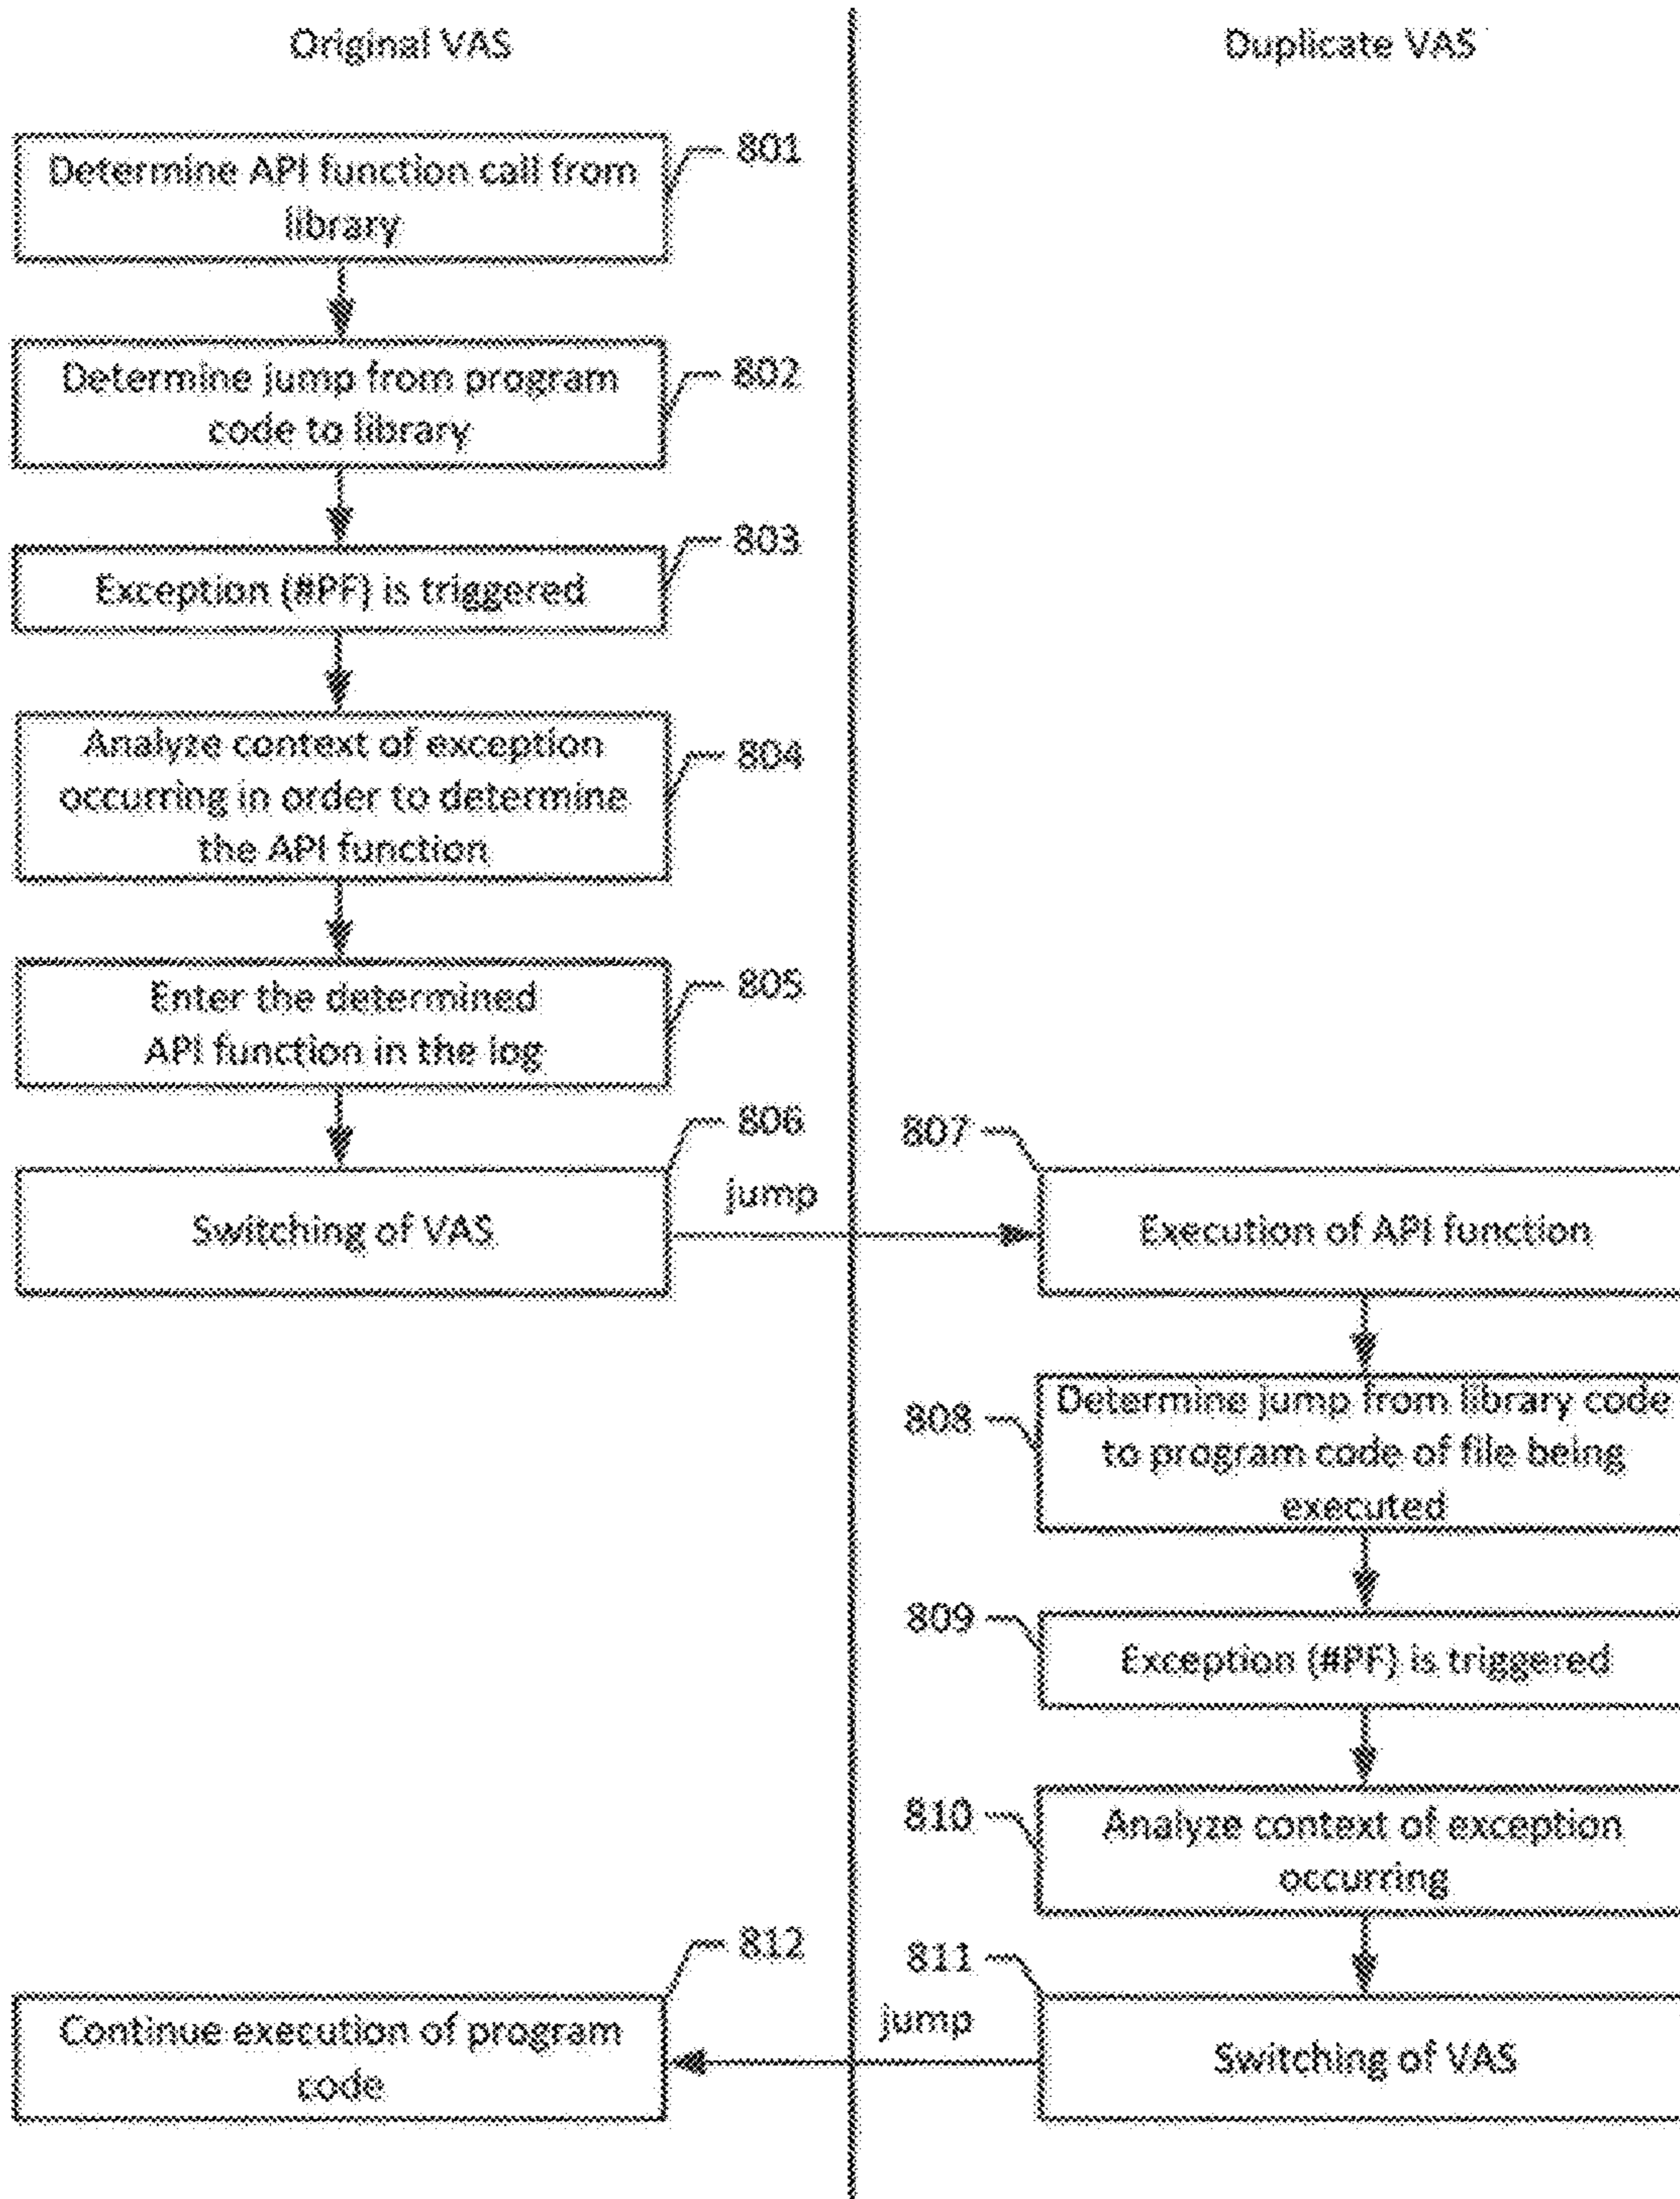 Original VAS
Duplicate VAS
801
Determine API function call from
library
802
Determine jump from program
code to library
803
Exception (#PF) is triggered
804
Analyze context of exception
occurring in order to determine
the API function
805
Enter the determined
API function in the log
806
Switching of VAS
jump
807
Execution of API function
808
Determine jump from library code
to program code of file being
executed
809
Exception (#PF) is triggered
810
Analyze context of exception
occurring
811
Switching of VAS
jump
812
Continue execution of program
code